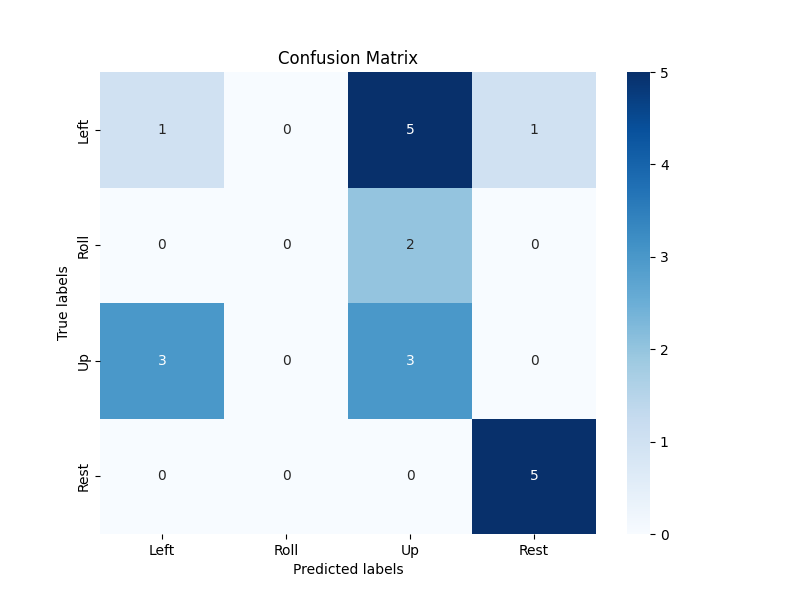 Confusion Matrix
5
Left 1 0 5 1
4
Roll 0 0 2 0
3
True labels
Up 3 0 3 0
2
1
Rest 0 0 0 5
0
Left Roll Up Rest
Predicted labels